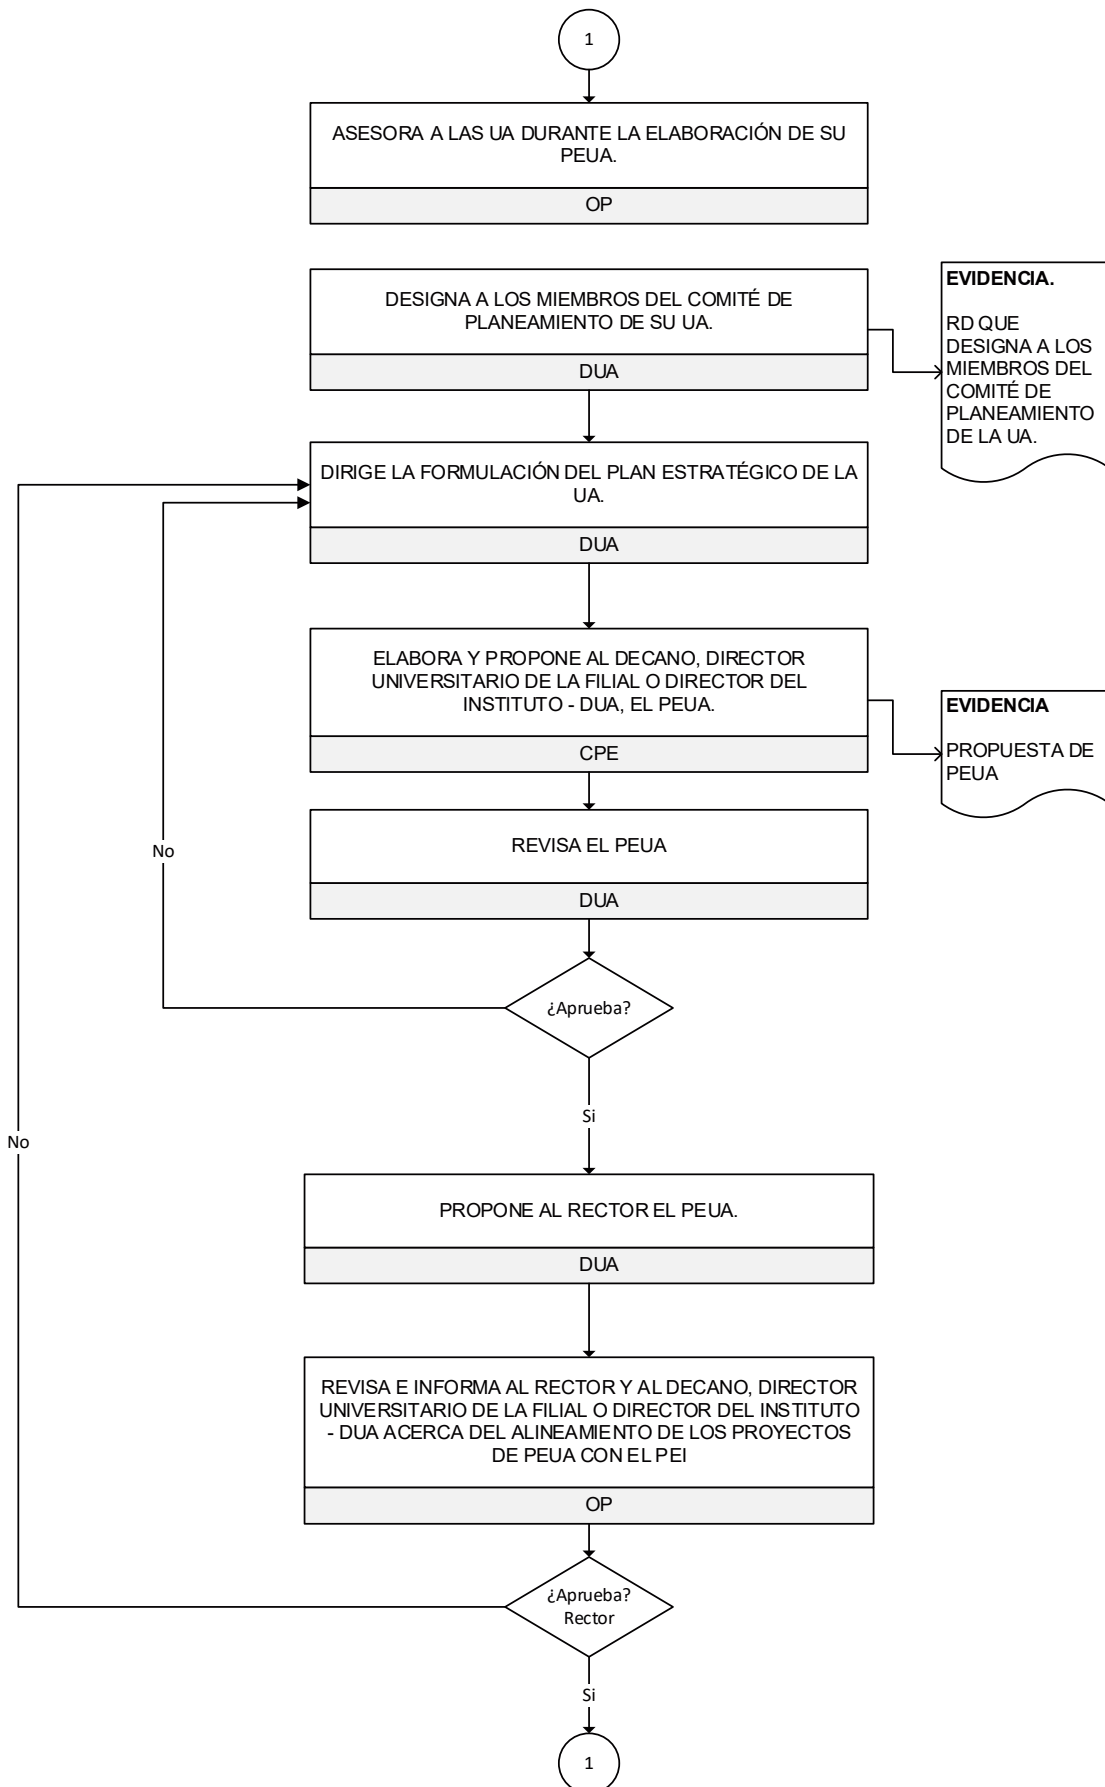 1
ASESORA A LAS UA DURANTE LA ELABORACIÓN DE SU
PEUA.
OP
DESIGNA A LOS MIEMBROS DEL COMITÉ DE
PLANEAMIENTO DE SU UA.
DUA
EVIDENCIA.
RD QUE
DESIGNA A LOS
MIEMBROS DEL
COMITÉ DE
PLANEAMIENTO
DE LA UA.
DIRIGE LA FORMULACIÓN DEL PLAN ESTRATÉGICO DE LA
UA.
DUA
ELABORA Y PROPONE AL DECANO, DIRECTOR
UNIVERSITARIO DE LA FILIAL O DIRECTOR DEL
INSTITUTO - DUA, EL PEUA.
CPE
EVIDENCIA
PROPUESTA DE
PEUA
REVISA EL PEUA
DUA
No
¿Aprueba?
Si
No
PROPONE AL RECTOR EL PEUA.
DUA
REVISA E INFORMA AL RECTOR Y AL DECANO, DIRECTOR
UNIVERSITARIO DE LA FILIAL O DIRECTOR DEL INSTITUTO
- DUA ACERCA DEL ALINEAMIENTO DE LOS PROYECTOS
DE PEUA CON EL PEI
OP
¿Aprueba?
Rector
Si
1